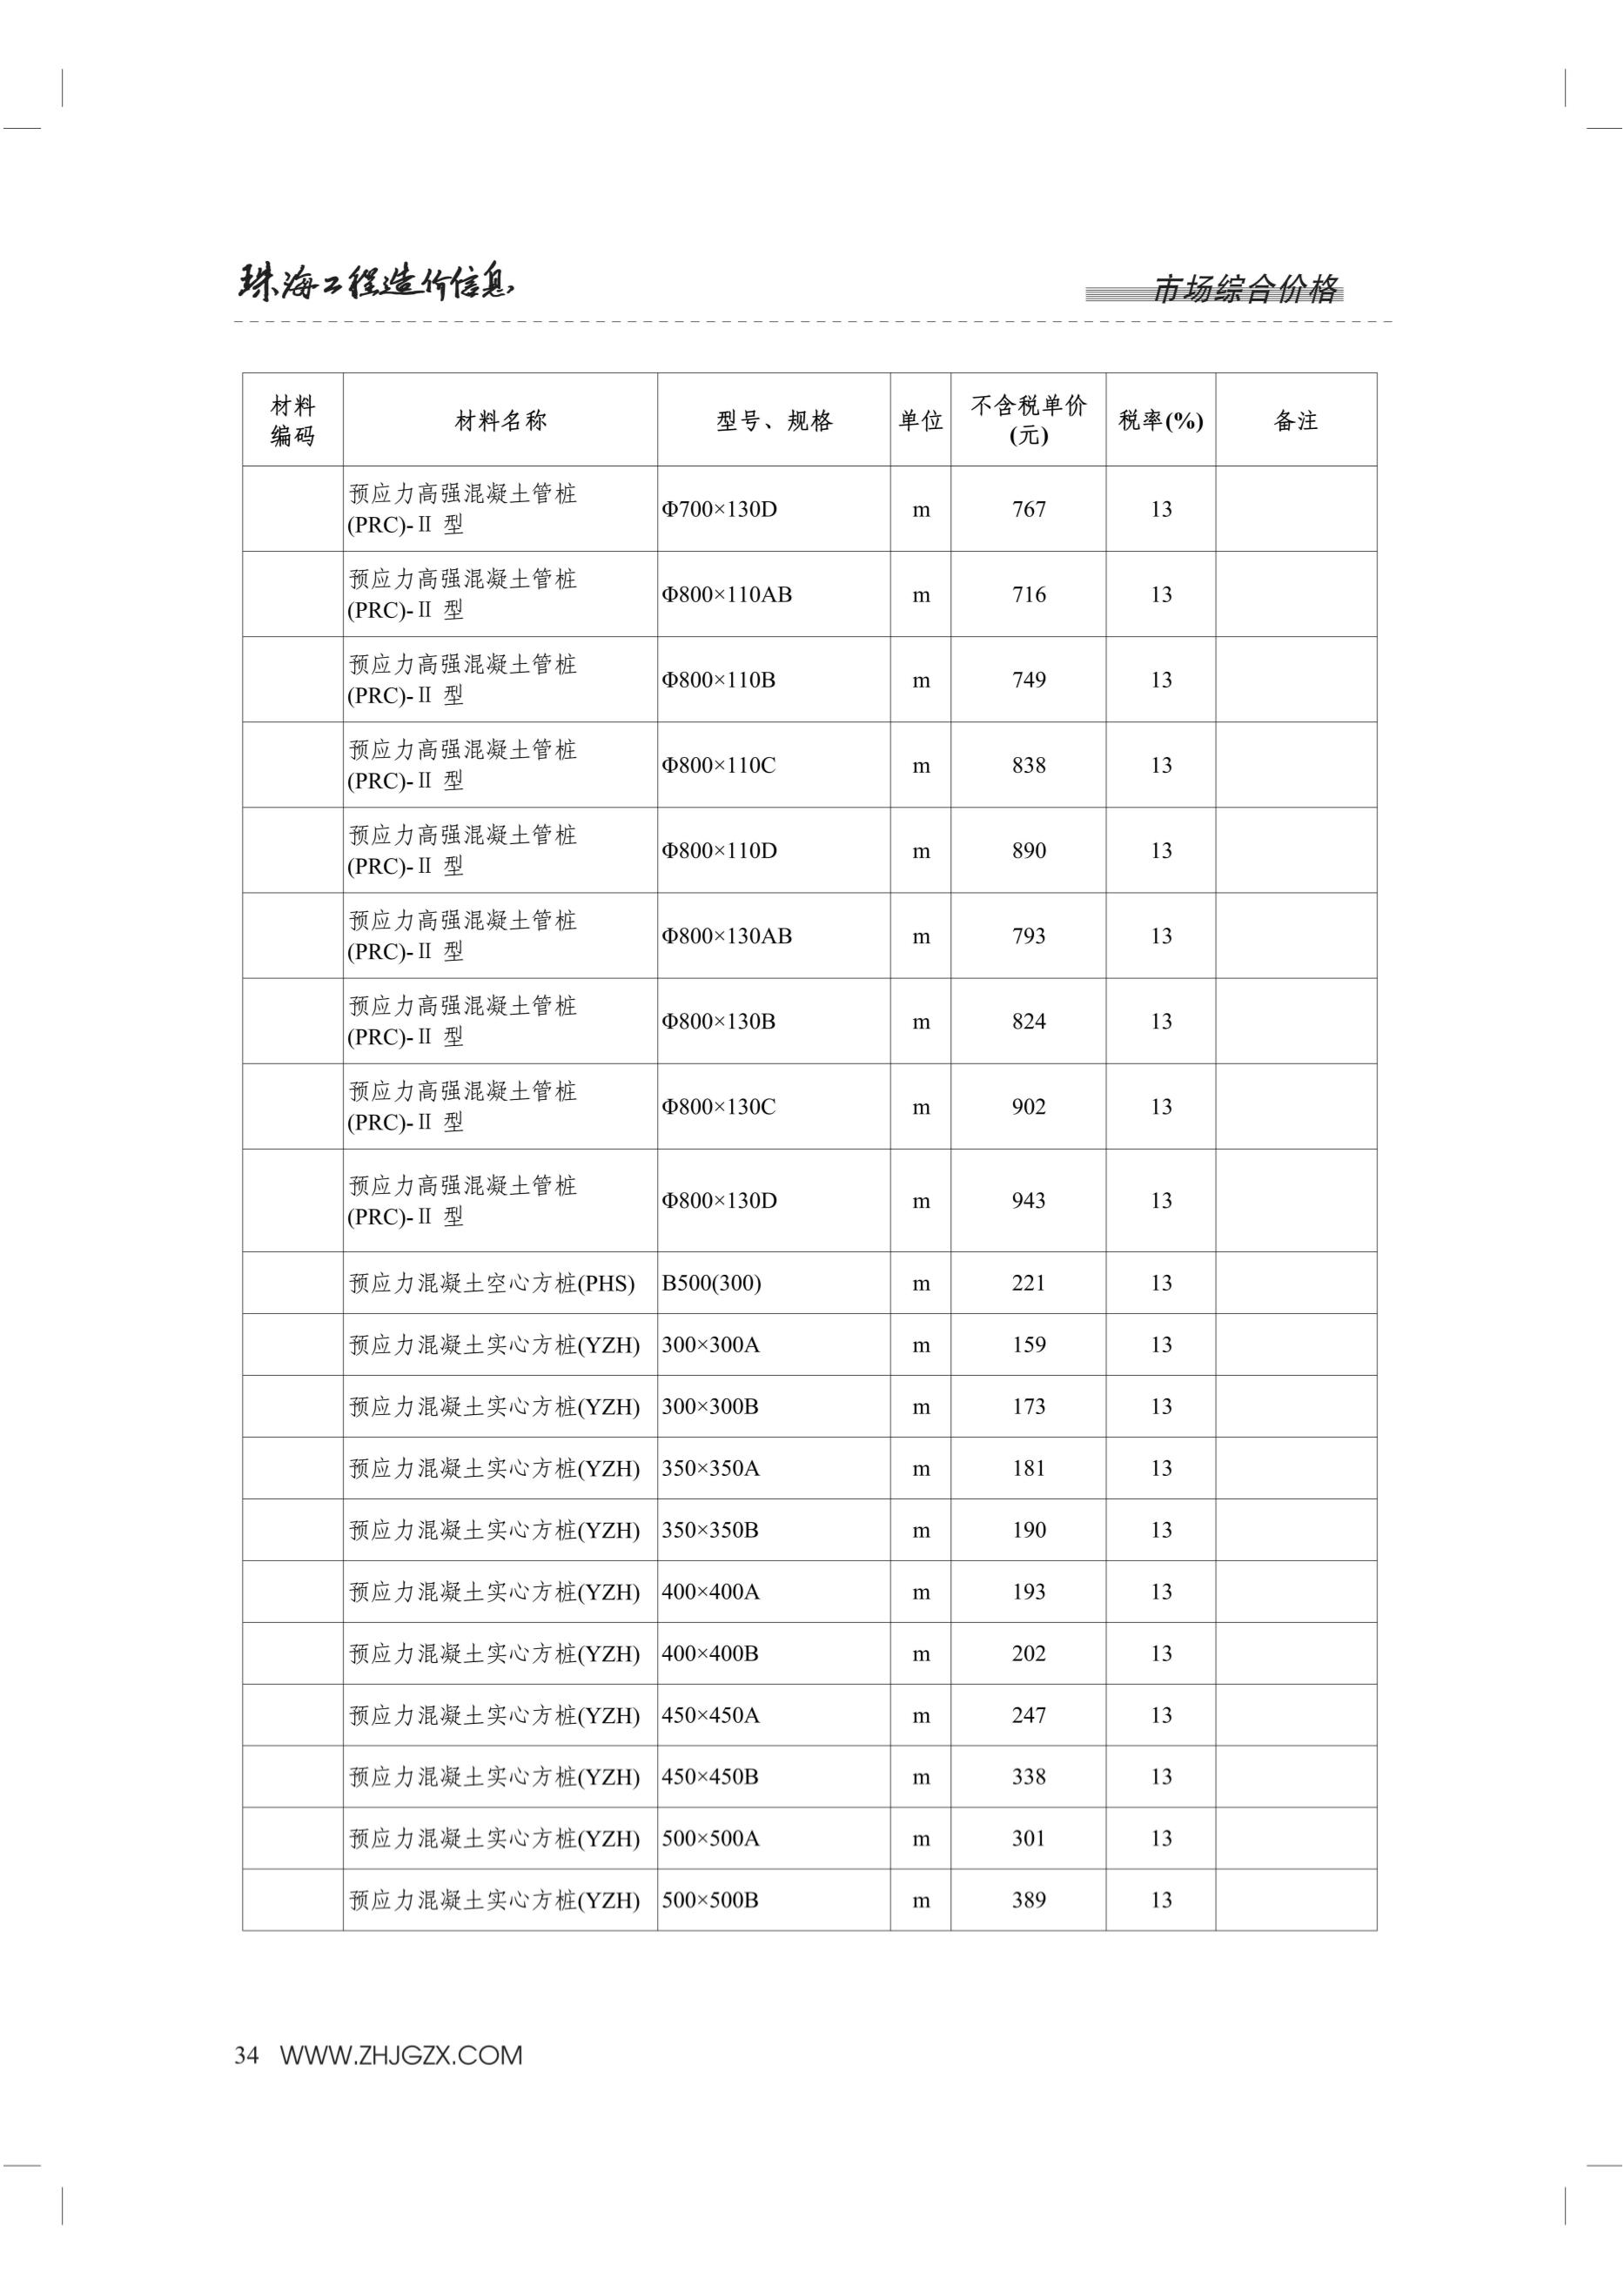 珠海工程造价信息
市场综合价格
材料编码 材料名称 型号、规格 单位 不含税单价(元) 税率(%) 备注
预应力高强混凝土管桩(PRC)-Ⅱ 型 Φ700×130D m 767 13
预应力高强混凝土管桩(PRC)-Ⅱ 型 Φ800×110AB m 716 13
预应力高强混凝土管桩(PRC)-Ⅱ 型 Φ800×110B m 749 13
预应力高强混凝土管桩(PRC)-Ⅱ 型 Φ800×110C m 838 13
预应力高强混凝土管桩(PRC)-Ⅱ 型 Φ800×110D m 890 13
预应力高强混凝土管桩(PRC)-Ⅱ 型 Φ800×130AB m 793 13
预应力高强混凝土管桩(PRC)-Ⅱ 型 Φ800×130B m 824 13
预应力高强混凝土管桩(PRC)-Ⅱ 型 Φ800×130C m 902 13
预应力高强混凝土管桩(PRC)-Ⅱ 型 Φ800×130D m 943 13
预应力混凝土空心方桩(PHS) B500(300) m 221 13
预应力混凝土实心方桩(YZH) 300×300A m 159 13
预应力混凝土实心方桩(YZH) 300×300B m 173 13
预应力混凝土实心方桩(YZH) 350×350A m 181 13
预应力混凝土实心方桩(YZH) 350×350B m 190 13
预应力混凝土实心方桩(YZH) 400×400A m 193 13
预应力混凝土实心方桩(YZH) 400×400B m 202 13
预应力混凝土实心方桩(YZH) 450×450A m 247 13
预应力混凝土实心方桩(YZH) 450×450B m 338 13
预应力混凝土实心方桩(YZH) 500×500A m 301 13
预应力混凝土实心方桩(YZH) 500×500B m 389 13
34 WWW.ZHJGZX.COM